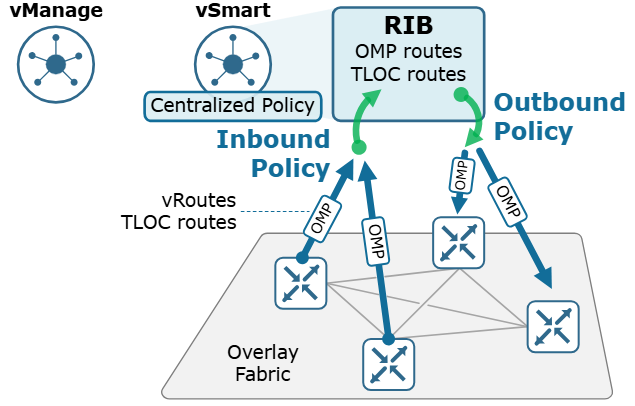 vManage
vSmart
Centralized Policy
RIB
OMP routes
TLOC routes
Inbound
Policy
Outbound
Policy
vRoutes
TLOC routes
OMP
OMP
OMP
OMP
Overlay
Fabric